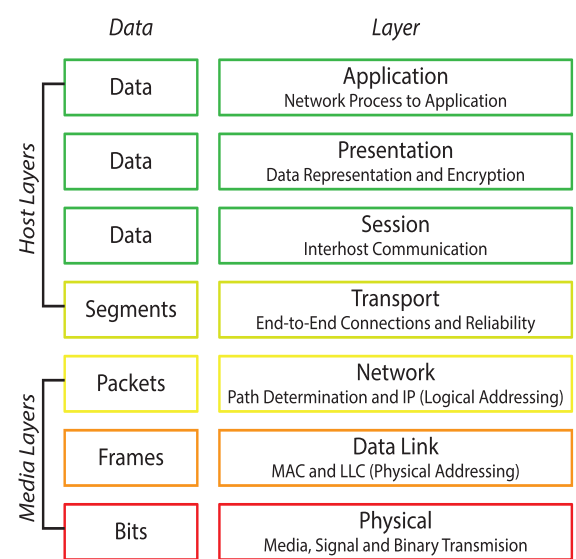 Data Layer
Host Layers
Data Application
Network Process to Application
Data Presentation
Data Representation and Encryption
Data Session
Interhost Communication
Segments Transport
End-to-End Connections and Reliability
Media Layers
Packets Network
Path Determination and IP (Logical Addressing)
Frames Data Link
MAC and LLC (Physical Addressing)
Bits Physical
Media, Signal and Binary Transmision